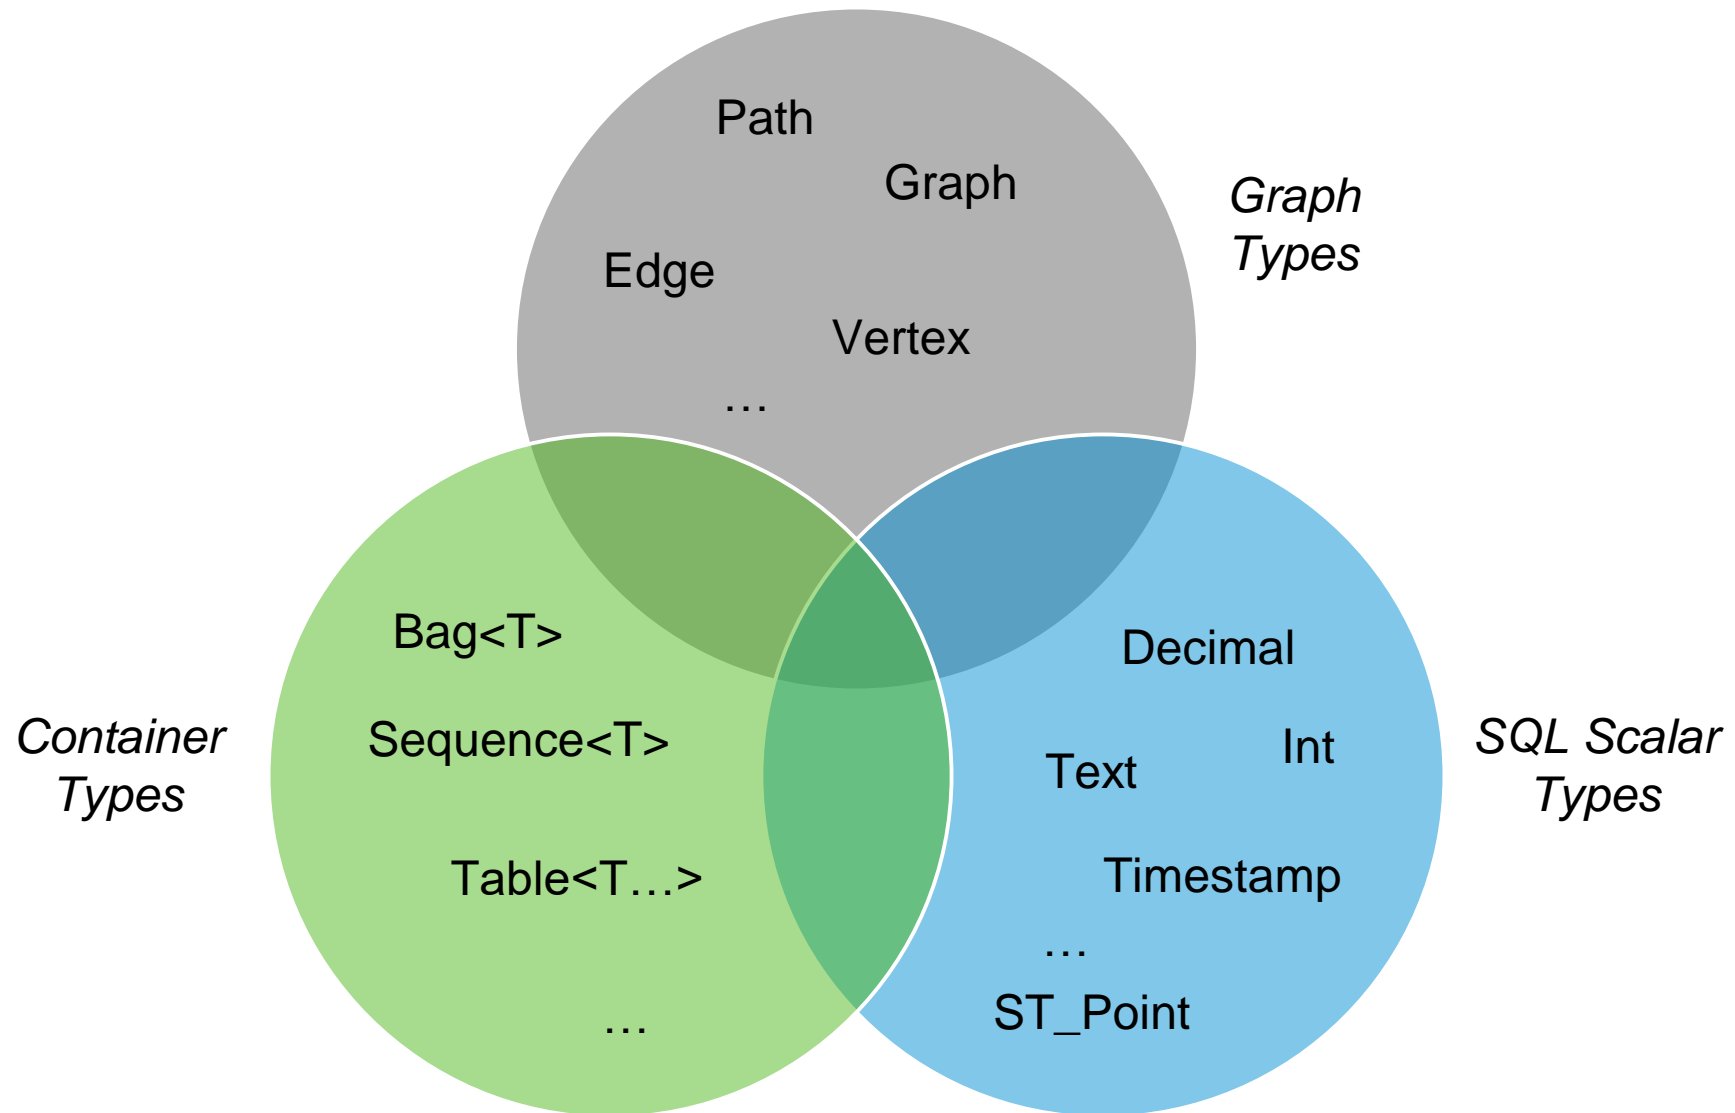 Path
Graph
Graph
Types
Edge
Vertex
…
Bag<T>
Decimal
Container
Types
Sequence<T>
Text
Int
SQL Scalar
Types
Table<T…>
Timestamp
…
ST_Point
…